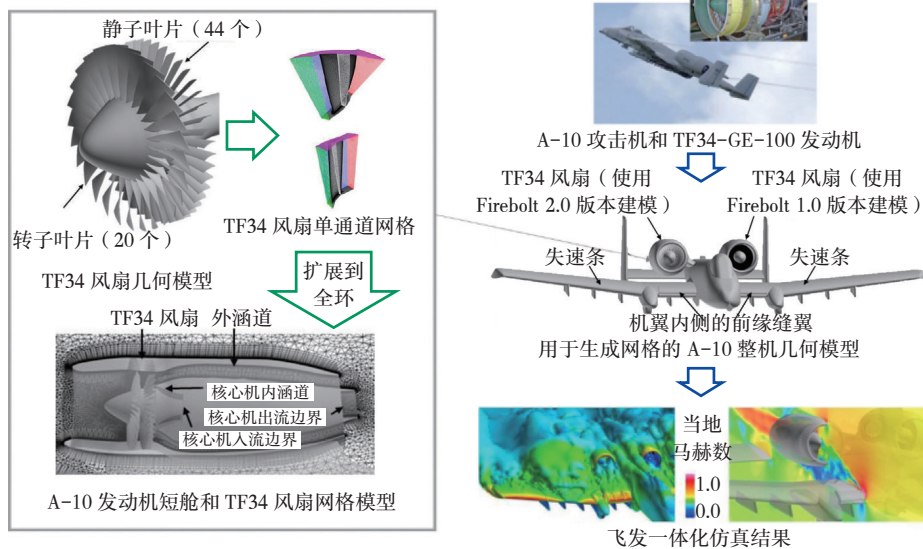 静子叶片（44 个）
转子叶片（20 个）
TF34 风扇单通道网格
TF34 风扇几何模型
扩展到
全环
TF34 风扇 外涵道
核心机内涵道
核心机出流边界
核心机入流边界
A-10 发动机短舱和 TF34 风扇网格模型
A-10 攻击机和 TF34-GE-100 发动机
TF34 风扇（使用
Firebolt 2.0 版本建模）
TF34 风扇（使用
Firebolt 1.0 版本建模）
失速条
失速条
机翼内侧的前缘缝翼
用于生成网格的 A-10 整机几何模型
当地
马赫数
1.0
0.0
飞发一体化仿真结果